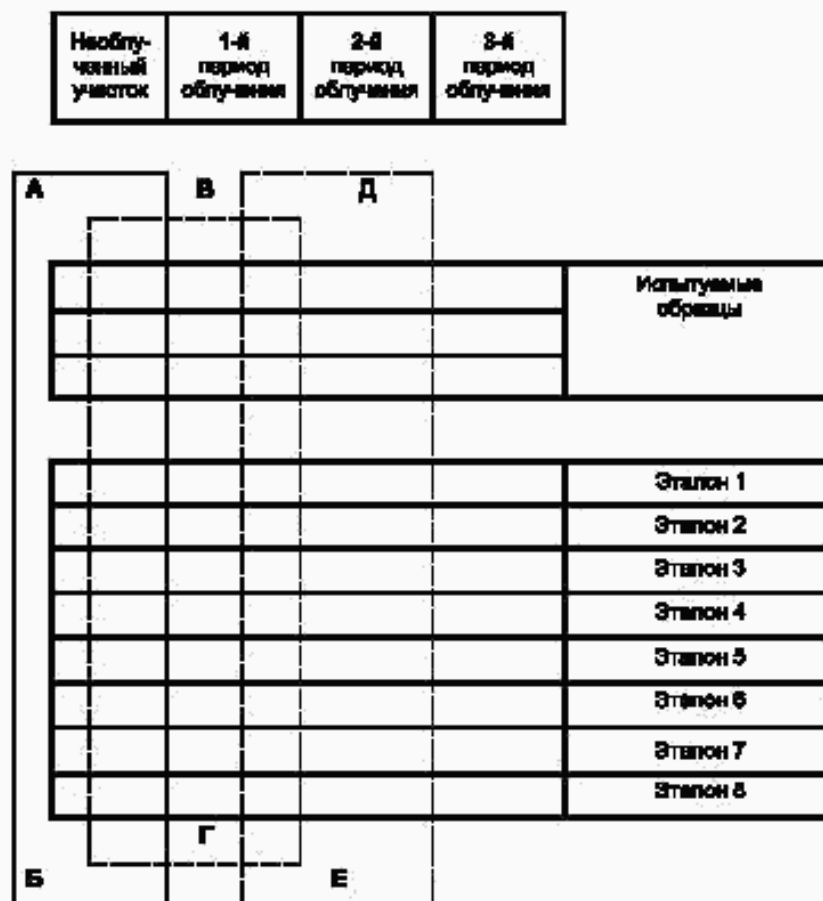 Необлу-
ченный
участок
1-й
период
облучения
2-й
период
облучения
3-й
период
облучения
А
В
Д
Испытуемые
образцы
Эталон 1
Эталон 2
Эталон 3
Эталон 4
Эталон 5
Эталон 6
Эталон 7
Эталон 8
Г
Б
Е